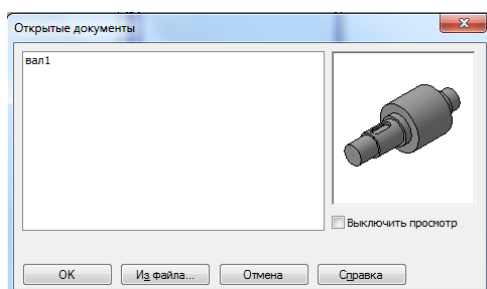 Открытые документы
вал1
Выключить просмотр
ОК
Из файла...
Отмена
Справка